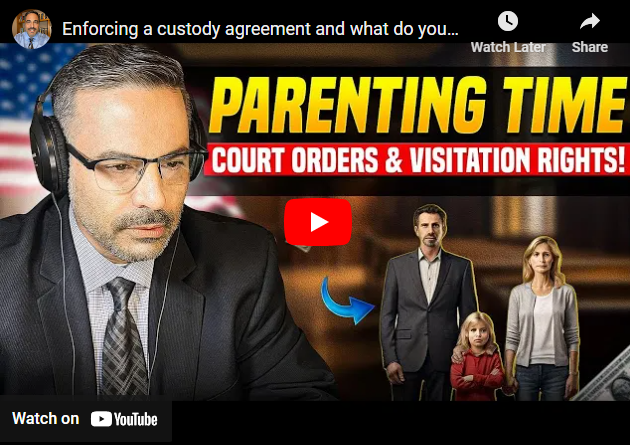 Enforcing a custody agreement and what do you...
Watch Later
Share
PARENTING TIME
COURT ORDERS & VISITATION RIGHTS!
Watch on YouTube